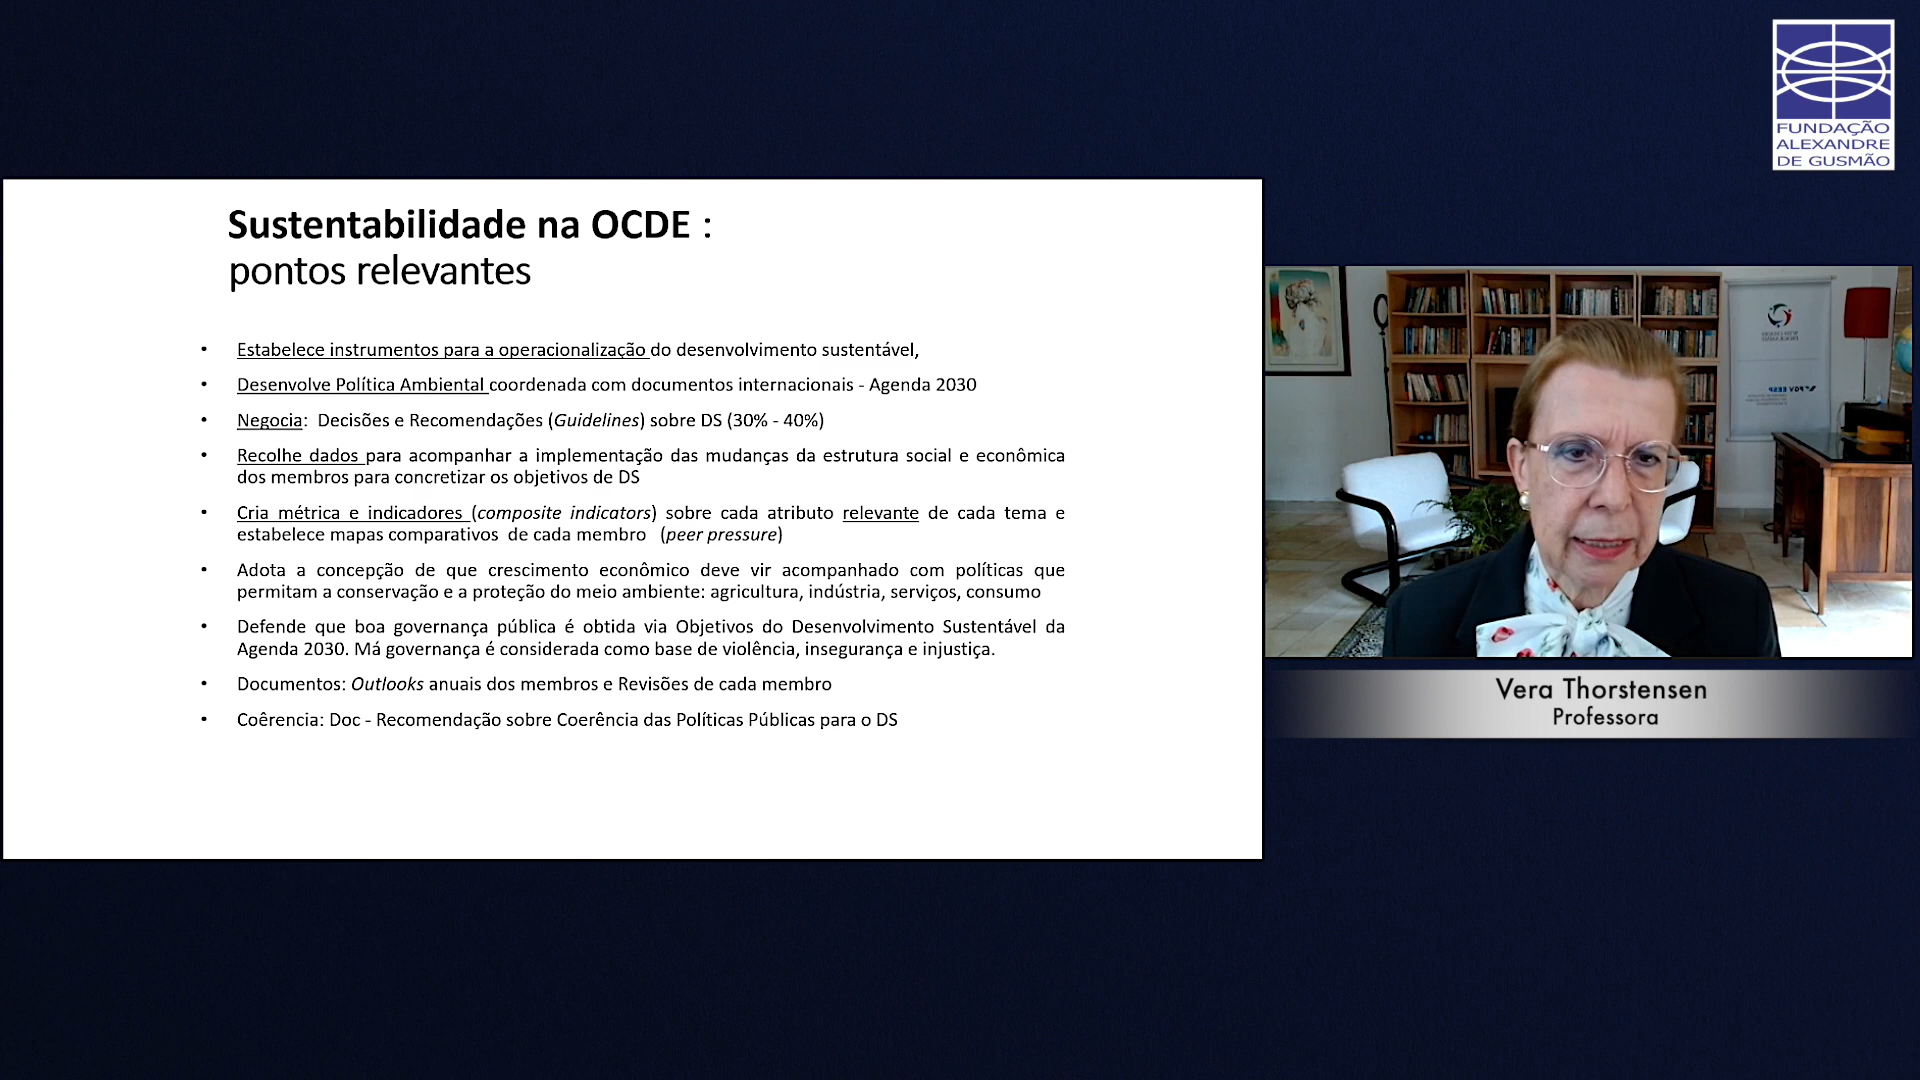 FUNDAÇÃO
ALEXANDRE
DE GUSMÃO
Sustentabilidade na OCDE :
pontos relevantes
• Estabelece instrumentos para a operacionalização do desenvolvimento sustentável,
• Desenvolve Política Ambiental coordenada com documentos internacionais - Agenda 2030
• Negocia: Decisões e Recomendações (Guidelines) sobre DS (30% - 40%)
• Recolhe dados para acompanhar a implementação das mudanças da estrutura social e econômica
dos membros para concretizar os objetivos de DS
• Cria métrica e indicadores (composite indicators) sobre cada atributo relevante de cada tema e
estabelece mapas comparativos de cada membro (peer pressure)
• Adota a concepção de que crescimento econômico deve vir acompanhado com políticas que
permitam a conservação e a proteção do meio ambiente: agricultura, indústria, serviços, consumo
• Defende que boa governança pública é obtida via Objetivos do Desenvolvimento Sustentável da
Agenda 2030. Má governança é considerada como base de violência, insegurança e injustiça.
• Documentos: Outlooks anuais dos membros e Revisões de cada membro
• Coêrencia: Doc - Recomendação sobre Coerência das Políticas Públicas para o DS
FGV EESP
Vera Thorstensen
Professora